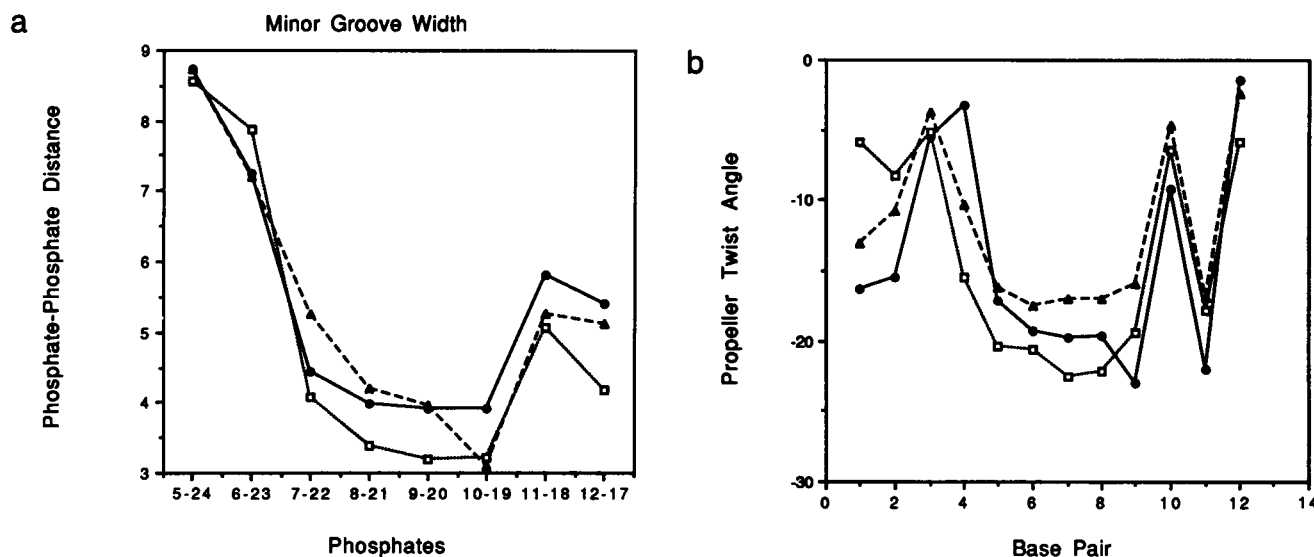 a
Minor Groove Width
Phosphate-Phosphate Distance
9
8
7
6
5
4
3
5-24 6-23 7-22 8-21 9-20 10-19 11-18 12-17
Phosphates
b
Propeller Twist Angle
0
-10
-20
-30
0 2 4 6 8 10 12 14
Base Pair